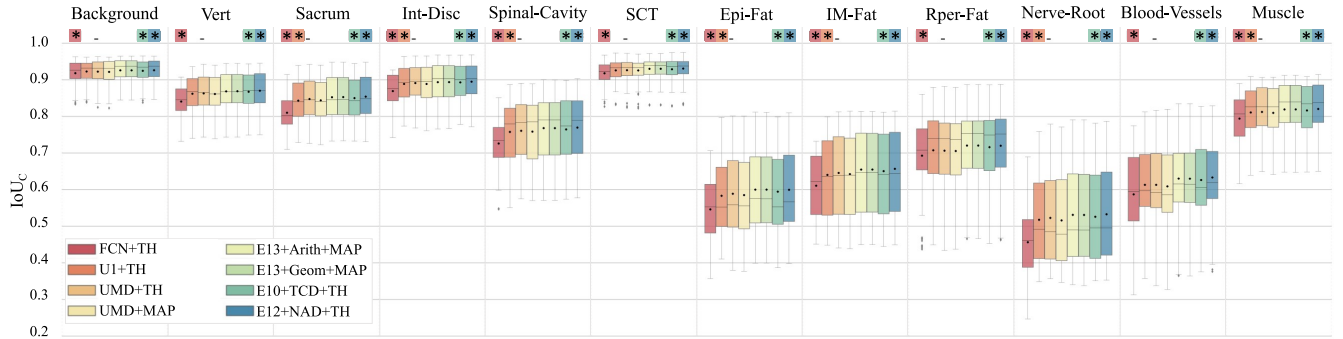 Background Vert Sacrum Int-Disc Spinal-Cavity SCT Epi-Fat IM-Fat Rper-Fat Nerve-Root Blood-Vessels Muscle
* - * * * - * * * * - * * * * - * * * * - * * * - * * * * - * * * * - * * * - * * * * - * * * - * * * * - * *
1.0
0.9
0.8
0.7
0.6
0.5
0.4
0.3
0.2
IoU_C
FCN+TH
U1+TH
UMD+TH
UMD+MAP
E13+Arith+MAP
E13+Geom+MAP
E10+TCD+TH
E12+NAD+TH